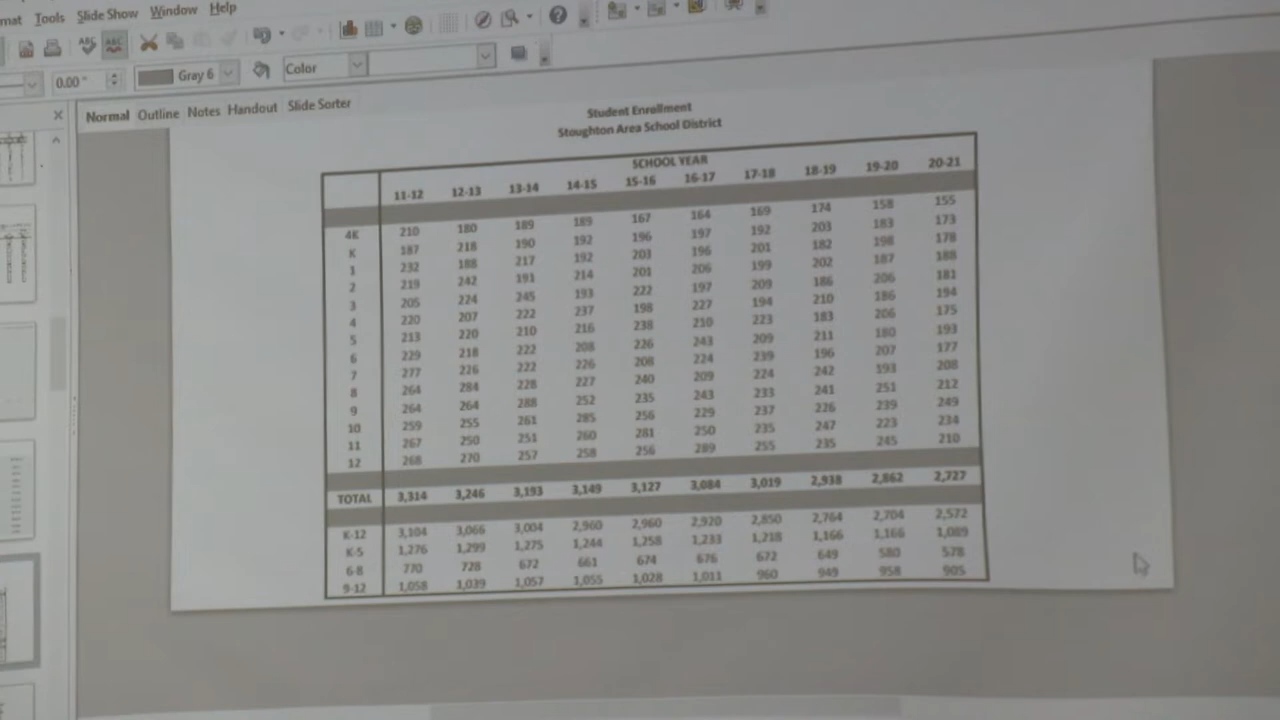 mat Tools Slide Show Window Help
0.00° Gray 6 Color
Normal Outline Notes Handout Slide Sorter
Student Enrollment
Stoughton Area School District
SCHOOL YEAR
11-12 12-13 13-14 14-15 15-16 16-17 17-18 18-19 19-20 20-21
4K 210 180 189 189 167 164 169 174 158 155
K 187 218 190 192 196 197 192 203 183 173
1 232 188 217 192 203 196 201 182 198 178
2 219 242 191 214 201 206 199 202 187 188
3 205 224 245 193 222 197 209 186 206 181
4 220 207 222 237 198 227 194 210 186 194
5 213 220 210 216 238 210 223 183 206 175
6 229 218 222 208 226 243 209 211 180 193
7 277 226 222 226 208 224 239 196 207 177
8 264 284 228 227 240 209 224 242 193 208
9 264 264 288 252 235 243 233 241 251 212
10 259 255 261 285 256 229 237 226 239 249
11 267 250 251 260 281 250 235 247 223 234
12 268 270 257 258 256 289 255 235 245 210
TOTAL 3,314 3,246 3,193 3,149 3,127 3,084 3,019 2,938 2,862 2,727
K-12 3,104 3,066 3,004 2,960 2,960 2,920 2,850 2,764 2,704 2,572
K-5 1,276 1,299 1,275 1,244 1,258 1,233 1,218 1,166 1,166 1,089
6-8 770 728 672 661 674 676 672 649 580 578
9-12 1,058 1,039 1,057 1,055 1,028 1,011 960 949 958 905